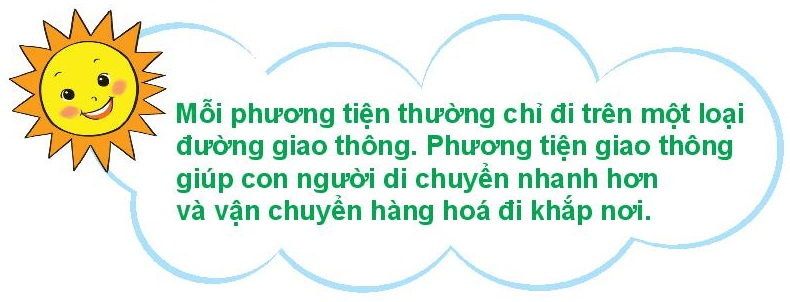 Mỗi phương tiện thường chỉ đi trên một loại
đường giao thông. Phương tiện giao thông
giúp con người di chuyển nhanh hơn
và vận chuyển hàng hoá đi khắp nơi.